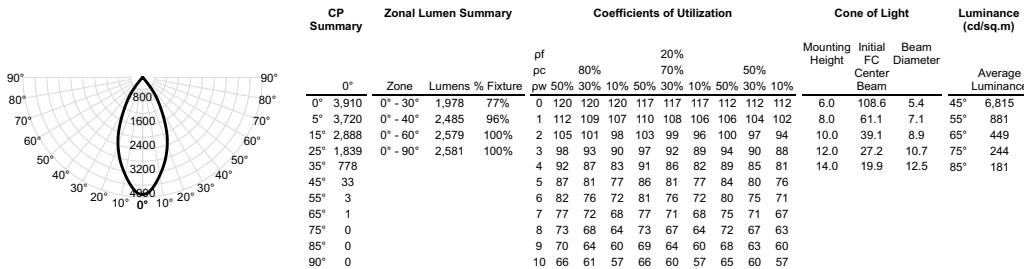 CP Summary Zonal Lumen Summary Coefficients of Utilization Cone of Light Luminance (cd/sq.m)
ρf 20%
ρc 80% 70% 50%
Mounting Height Initial FC Center Beam Beam Diameter Average Luminance
0° Zone Lumens % Fixture ρw 50% 30% 10% 50% 30% 10% 50% 30% 10%
0° 3,910 0° - 30° 1,978 77% 0 120 120 120 117 117 117 112 112 112 6.0 108.6 5.4 45° 6,815
5° 3,720 0° - 40° 2,485 96% 1 112 109 107 110 108 106 106 104 102 8.0 61.1 7.1 55° 881
15° 2,888 0° - 60° 2,579 100% 2 105 101 98 103 99 96 100 97 94 10.0 39.1 8.9 65° 449
25° 1,839 0° - 90° 2,581 100% 3 98 93 90 97 92 89 94 90 88 12.0 27.2 10.7 75° 244
35° 778 4 92 87 83 91 86 82 89 85 81 14.0 19.9 12.5 85° 181
45° 33 5 87 81 77 86 81 77 84 80 76
55° 3 6 82 76 72 81 76 72 80 75 71
65° 1 7 77 72 68 77 71 68 75 71 67
75° 0 8 73 68 64 73 67 64 72 67 63
85° 0 9 70 64 60 69 64 60 68 63 60
90° 0 10 66 61 57 66 60 57 65 60 57
90° 90°
80° 800 80°
70° 1600 70°
60° 2400 60°
50° 3200 50°
40° 4000 40°
30° 20° 10° 0° 10° 20° 30°